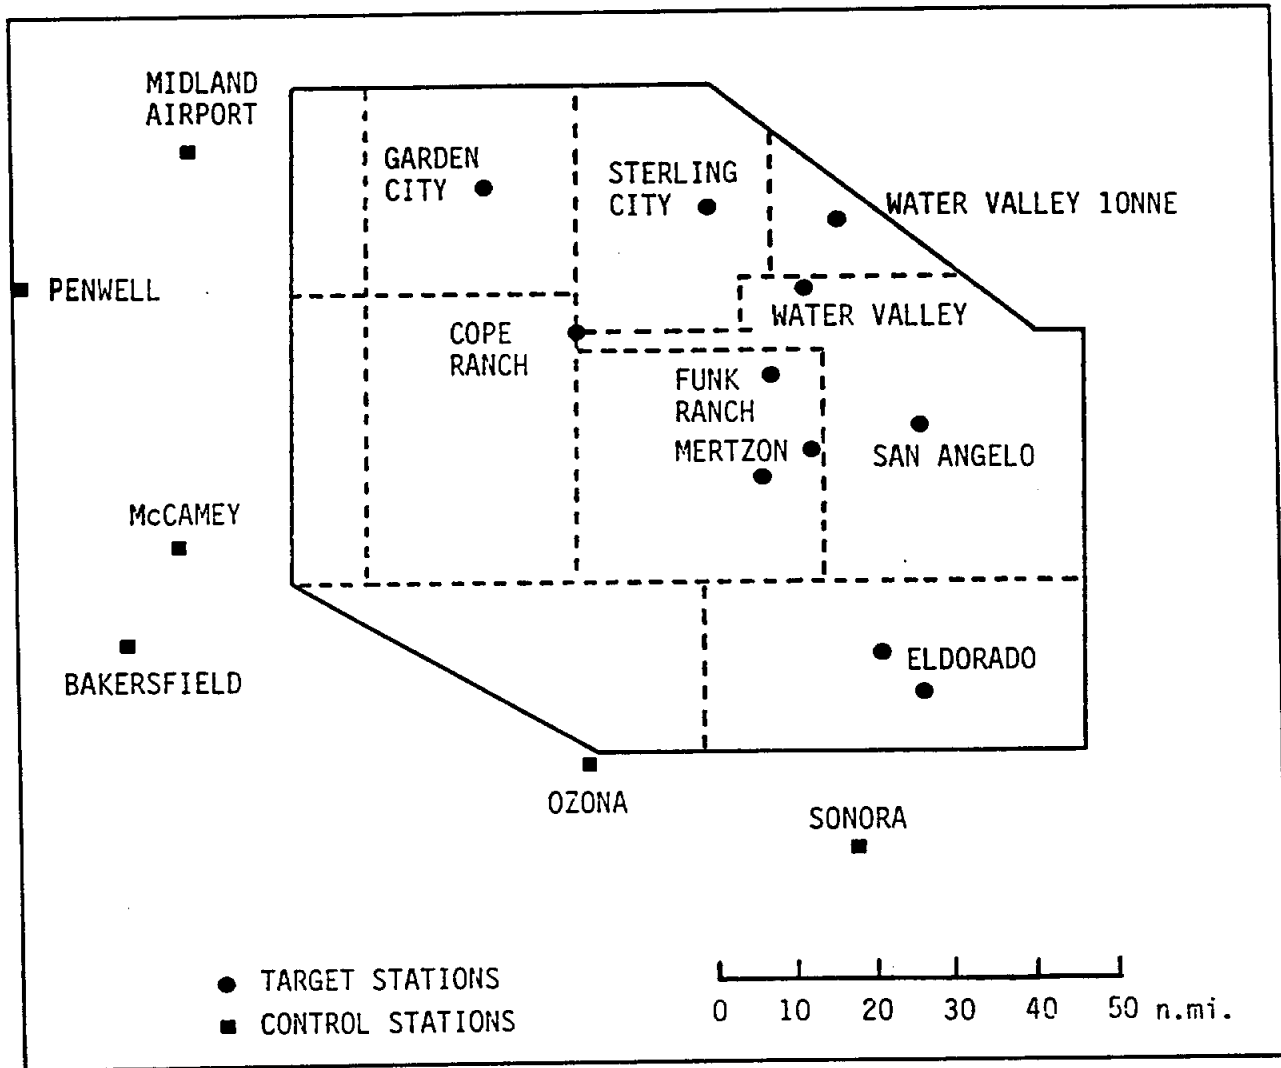 MIDLAND
AIRPORT
GARDEN
CITY
STERLING
CITY
WATER VALLEY 10NNE
PENWELL
WATER VALLEY
COPE
RANCH
FUNK
RANCH
MERTZON
SAN ANGELO
McCAMEY
BAKERSFIELD
ELDORADO
OZONA
SONORA
TARGET STATIONS
CONTROL STATIONS
0 10 20 30 40 50 n.mi.